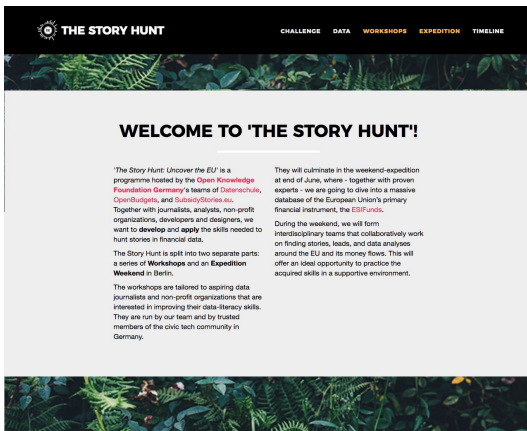 THE STORY HUNT
CHALLENGE DATA WORKSHOPS EXPEDITION TIMELINE
WELCOME TO 'THE STORY HUNT'!
'The Story Hunt: Uncover the EU' is a
programme hosted by the Open Knowledge
Foundation Germany's teams of Datenschule,
OpenBudgets, and SubsidyStories.eu.
Together with journalists, analysts, non-profit
organizations, developers and designers, we
want to develop and apply the skills needed to
hunt stories in financial data.
The Story Hunt is split into two separate parts:
a series of Workshops and an Expedition
Weekend in Berlin.
The workshops are tailored to aspiring data
journalists and non-profit organizations that are
interested in improving their data-literacy skills.
They are run by our team and by trusted
members of the civic tech community in
Germany.
They will culminate in the weekend-expedition
at end of June, where - together with proven
experts - we are going to dive into a massive
database of the European Union's primary
financial instrument, the ESIFunds.
During the weekend, we will form
interdisciplinary teams that collaboratively work
on finding stories, leads, and data analyses
around the EU and its money flows. This will
offer an ideal opportunity to practice the
acquired skills in a supportive environment.